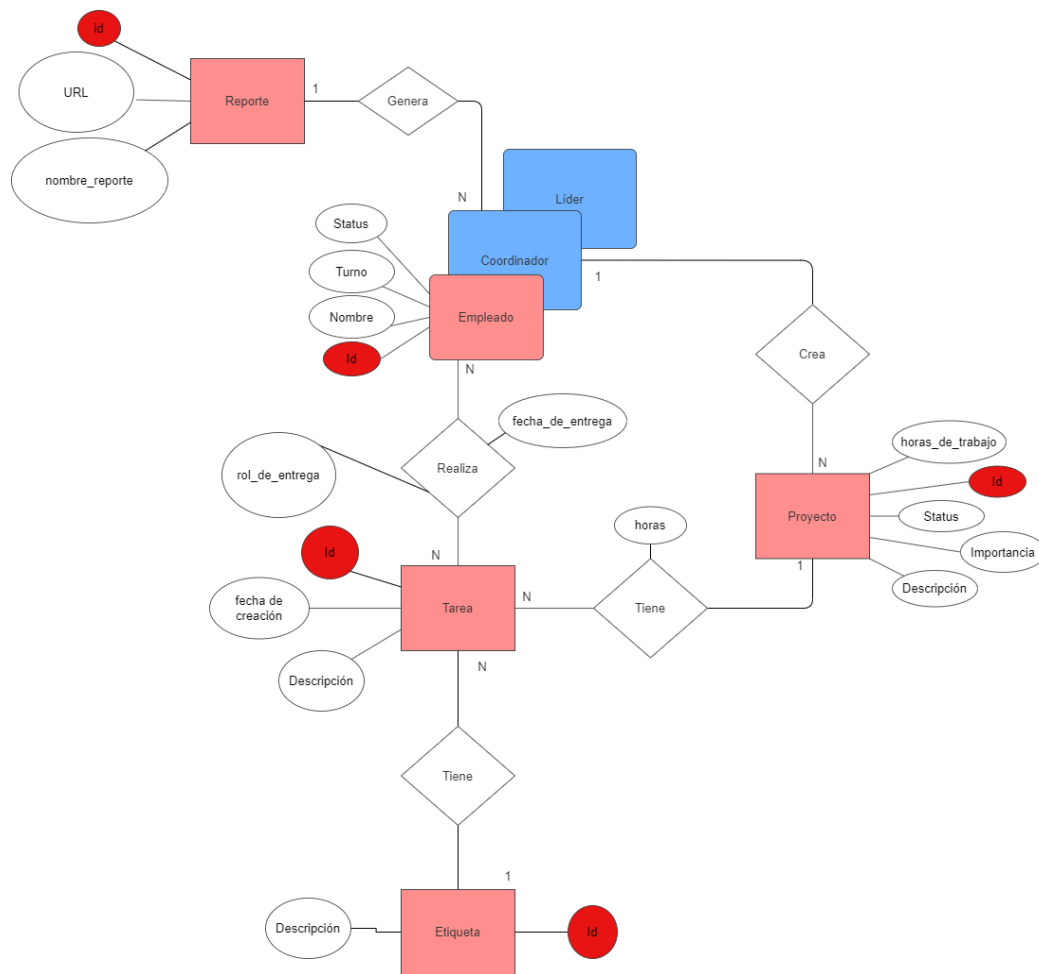 id
URL
nombre_reporte
Reporte
1
Genera
N
Líder
Coordinador
1
Empleado
Status
Turno
Nombre
Id
N
Crea
fecha_de_entrega
rol_de_entrega
Realiza
N
N
horas_de_trabajo
Id
Status
Importancia
Descripción
Proyecto
1
horas
Tiene
N
Id
fecha de
creación
Descripción
Tarea
N
Tiene
1
Descripción
Etiqueta
Id